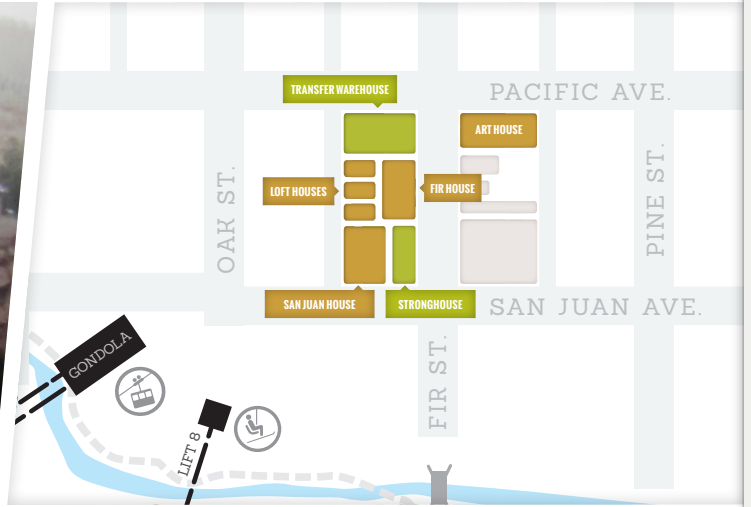 TRANSFER WAREHOUSE
PACIFIC AVE.
ART HOUSE
LOFT HOUSES
FIR HOUSE
OAK ST.
PINE ST.
SAN JUAN HOUSE
STRONGHOUSE
SAN JUAN AVE.
GONDOLA
FIR ST.
LIFT 8